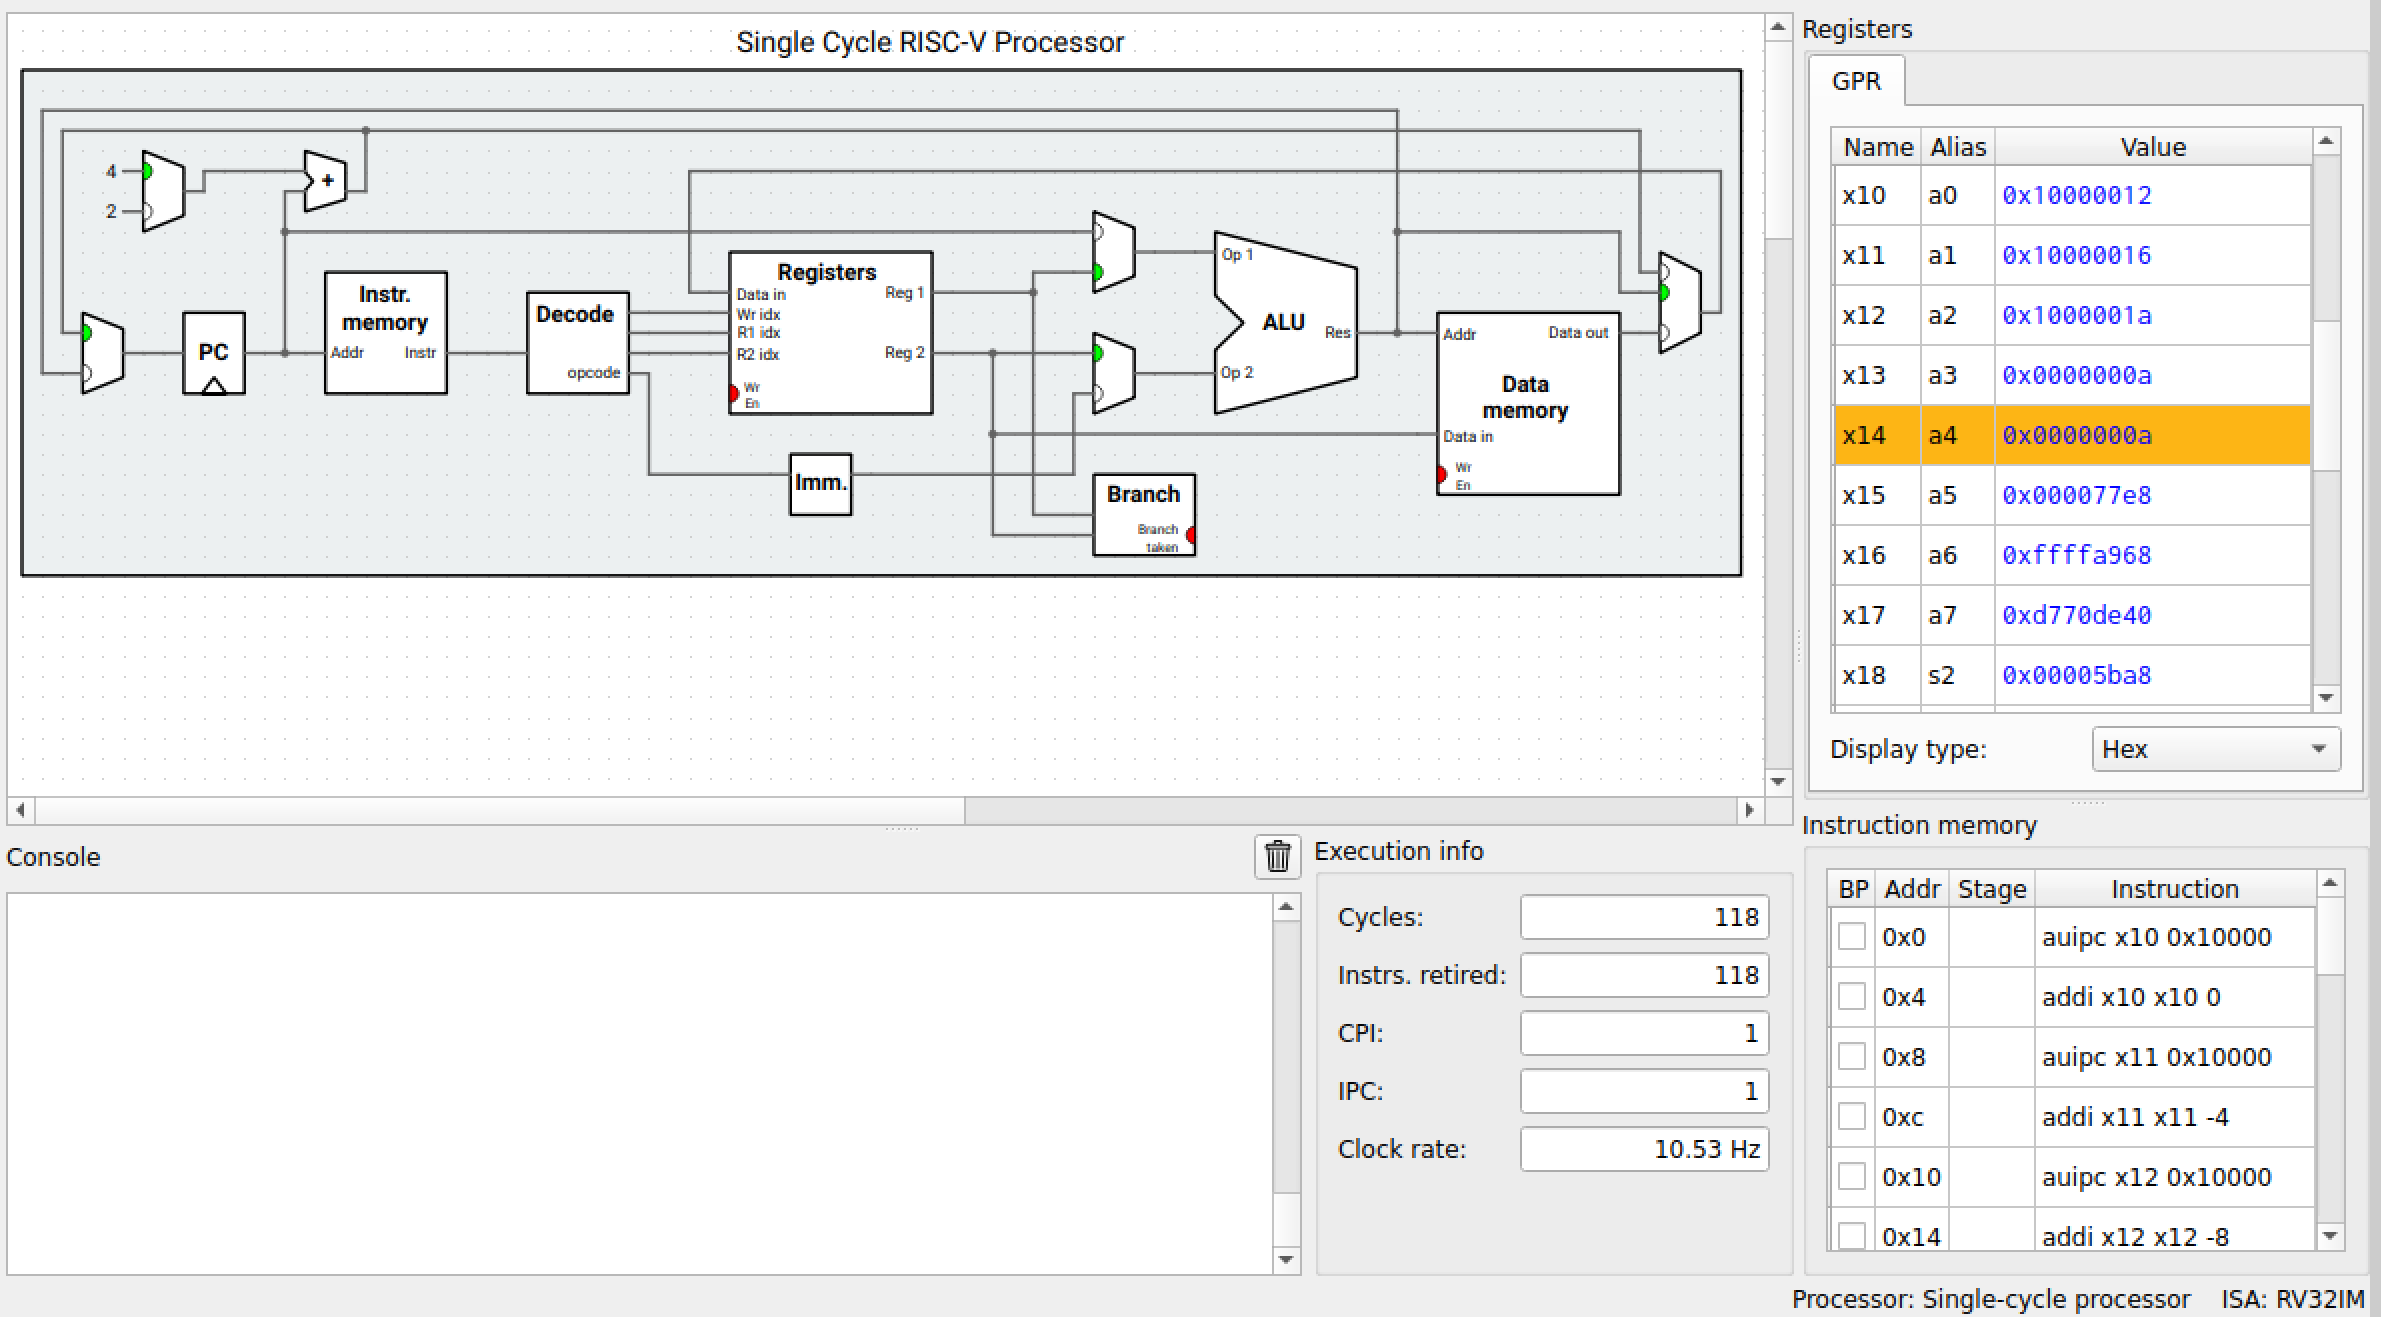 Single Cycle RISC-V Processor
4
2
+
PC
Instr.
memory
Addr Instr
Decode
opcode
Registers
Data in Reg 1
Wr idx
R1 idx
R2 idx Reg 2
Wr
En
Imm.
Op 1
ALU Res
Op 2
Branch
Branch
taken
Addr Data out
Data
memory
Data in
Wr
En
Registers
GPR
Name Alias Value
x10 a0 0x10000012
x11 a1 0x10000016
x12 a2 0x1000001a
x13 a3 0x0000000a
x14 a4 0x0000000a
x15 a5 0x000077e8
x16 a6 0xffffa968
x17 a7 0xd770de40
x18 s2 0x00005ba8
Display type: Hex
Console
Execution info
Cycles: 118
Instrs. retired: 118
CPI: 1
IPC: 1
Clock rate: 10.53 Hz
Instruction memory
BP Addr Stage Instruction
0x0 auipc x10 0x10000
0x4 addi x10 x10 0
0x8 auipc x11 0x10000
0xc addi x11 x11 -4
0x10 auipc x12 0x10000
0x14 addi x12 x12 -8
Processor: Single-cycle processor ISA: RV32IM